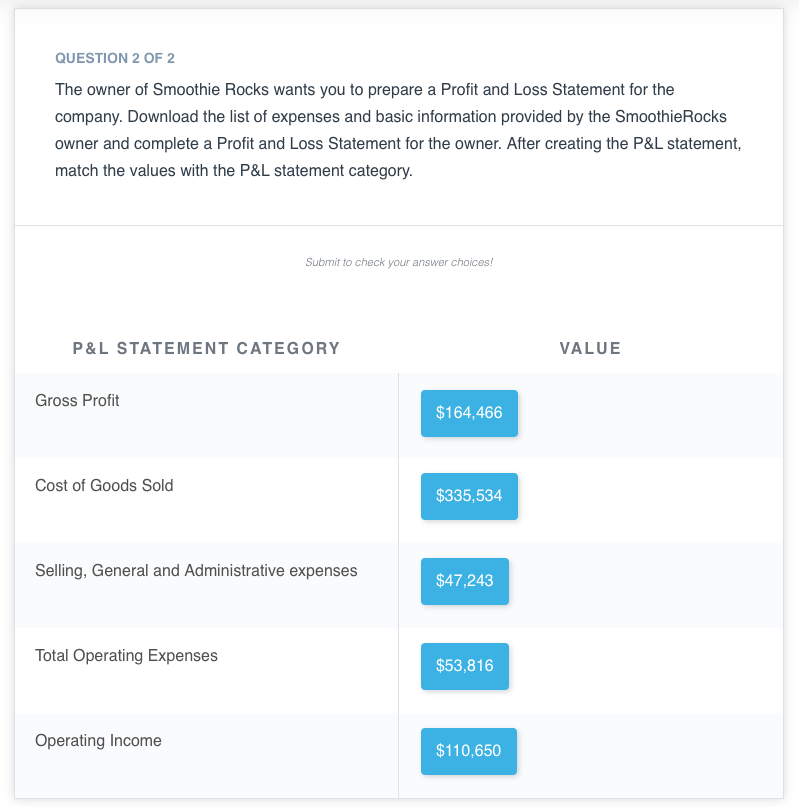 QUESTION 2 OF 2
The owner of Smoothie Rocks wants you to prepare a Profit and Loss Statement for the
company. Download the list of expenses and basic information provided by the SmoothieRocks
owner and complete a Profit and Loss Statement for the owner. After creating the P&L statement,
match the values with the P&L statement category.
Submit to check your answer choices!
P&L STATEMENT CATEGORY VALUE
Gross Profit $164,466
Cost of Goods Sold $335,534
Selling, General and Administrative expenses $47,243
Total Operating Expenses $53,816
Operating Income $110,650